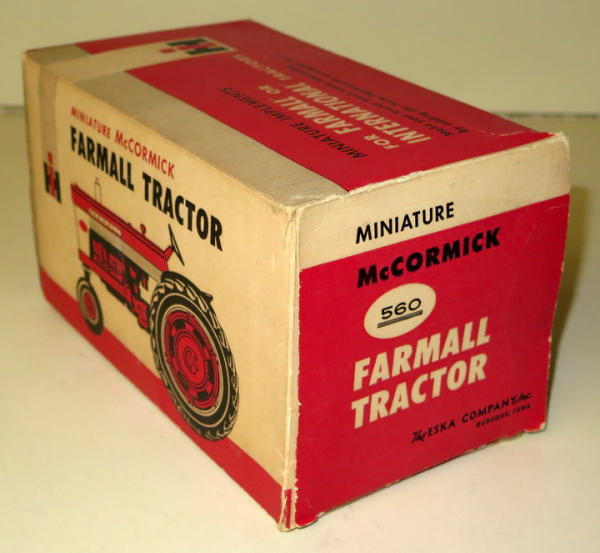 MINIATURE IMPLEMENTS
FOR FARMALL OR
INTERNATIONAL TRACTORS
MINIATURE McCORMICK
FARMALL TRACTOR
IH
MINIATURE
McCORMICK
560
FARMALL
TRACTOR
The ESKA COMPANY, Inc.
DUBUQUE, IOWA